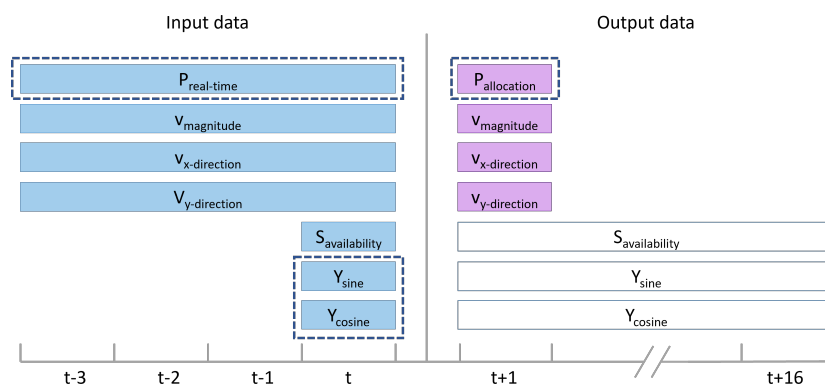 Input data Output data
P real-time P allocation
v magnitude v magnitude
v x-direction v x-direction
V y-direction v y-direction
S availability S availability
Y sine Y sine
Y cosine Y cosine
t-3 t-2 t-1 t t+1 t+16